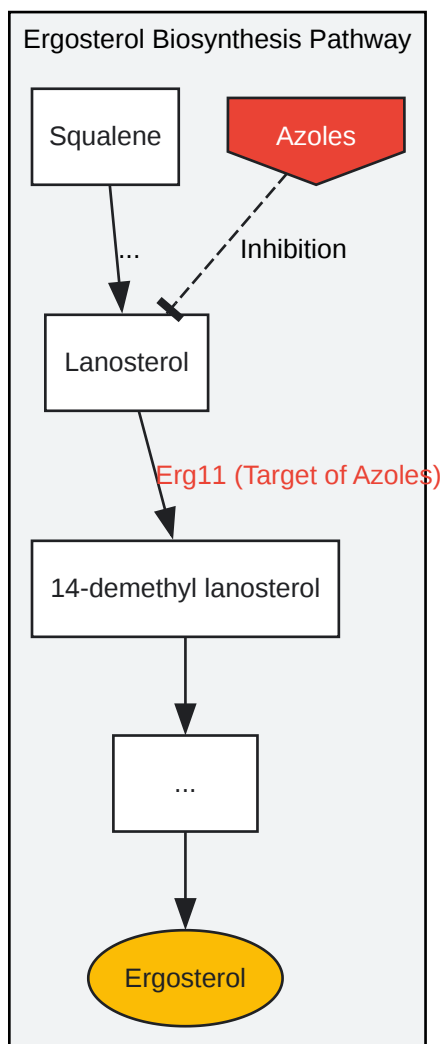 Ergosterol Biosynthesis Pathway
Squalene
Azoles
...
Inhibition
Lanosterol
Erg11 (Target of Azoles)
14-demethyl lanosterol
...
Ergosterol